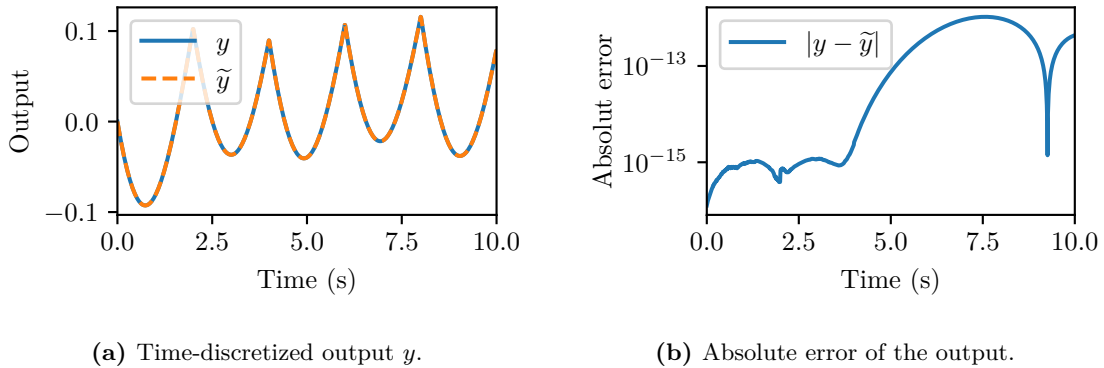 0.1
0.0
−0.1
Output
y
ỹ
0.0 2.5 5.0 7.5 10.0
Time (s)
(a) Time-discretized output y.
10⁻¹³
10⁻¹⁵
Absolut error
|y − ỹ|
0.0 2.5 5.0 7.5 10.0
Time (s)
(b) Absolute error of the output.